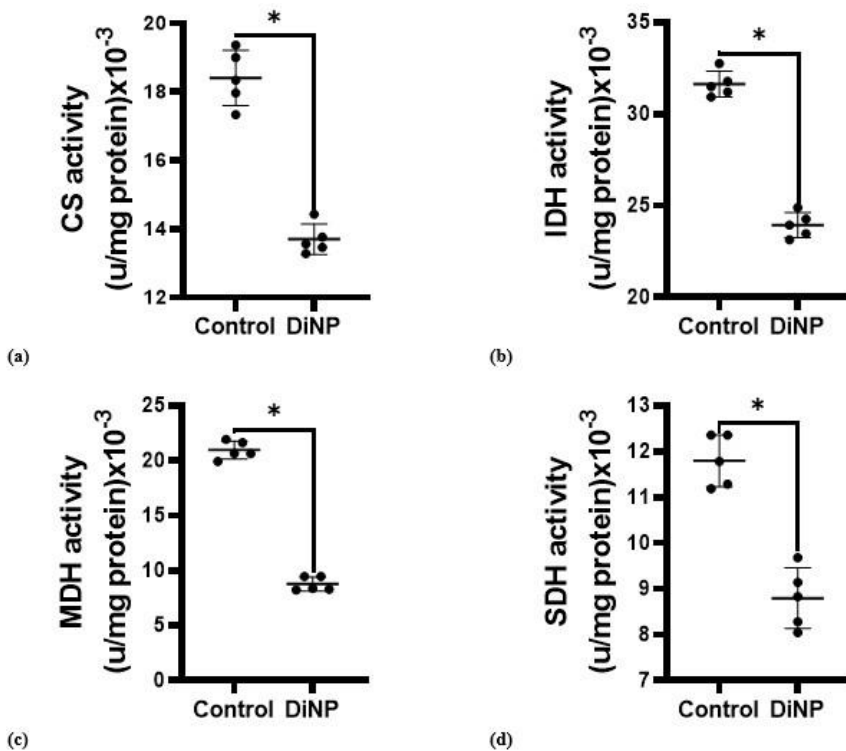 CS activity
(u/mg protein)x10⁻³
20
18
16
14
12
*
Control DiNP
(a)
IDH activity
(u/mg protein)x10⁻³
35
30
25
20
*
Control DiNP
(b)
MDH activity
(u/mg protein)x10⁻³
25
20
15
10
5
0
*
Control DiNP
(c)
SDH activity
(u/mg protein)x10⁻³
13
12
11
10
9
8
7
*
Control DiNP
(d)